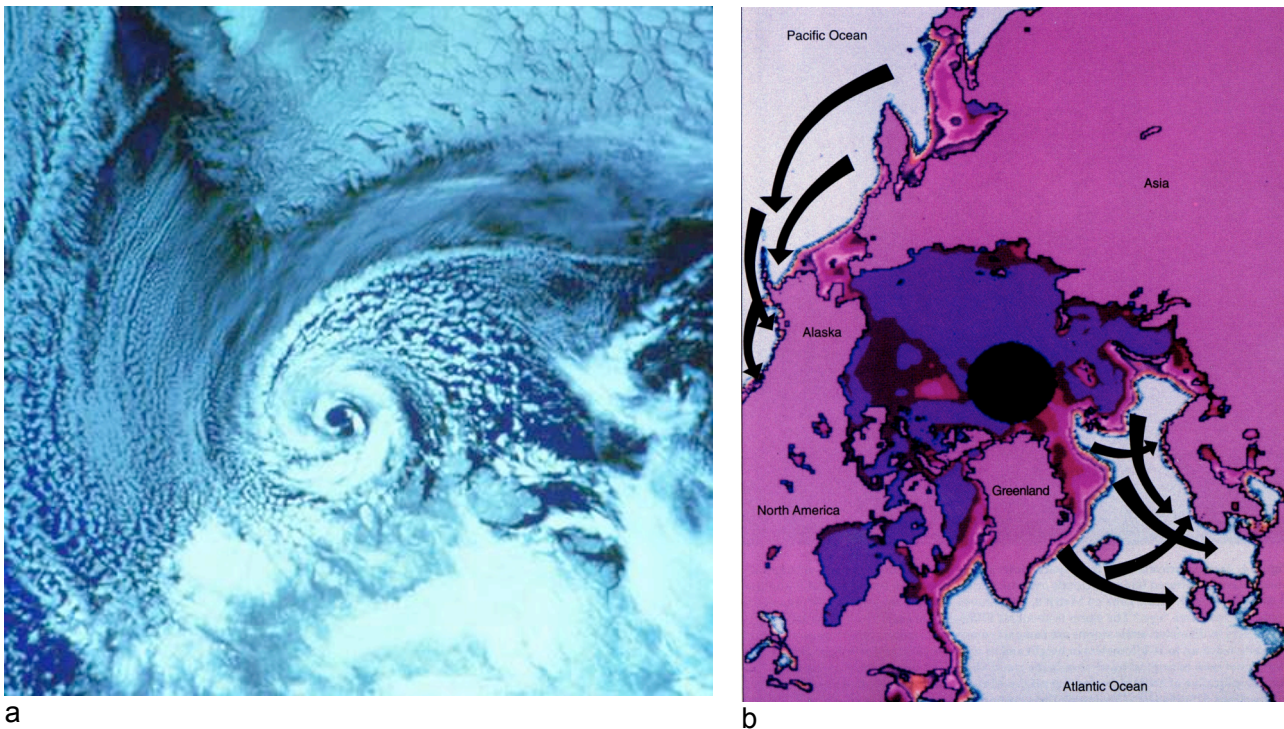 Pacific Ocean
Asia
Alaska
Greenland
North America
Atlantic Ocean
a
b